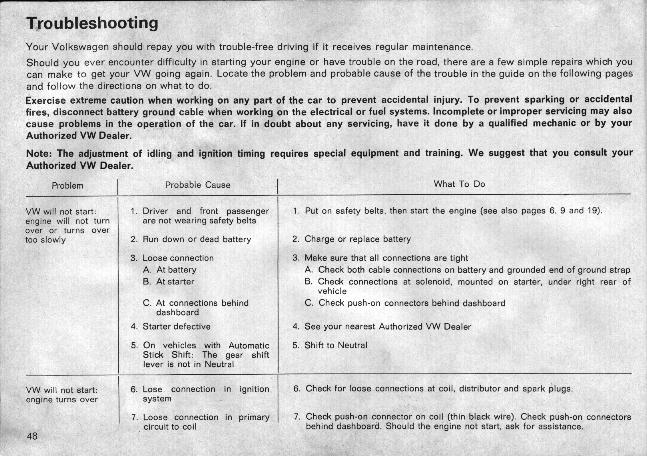 Troubleshooting
Your Volkswagen should repay you with trouble-free driving if it receives regular maintenance.
Should you ever encounter difficulty in starting your engine or have trouble on the road, there are a few simple repairs which you
can make to get your VW going again. Locate the problem and probable cause of the trouble in the guide on the following pages
and follow the directions on what to do.
Exercise extreme caution when working on any part of the car to prevent accidental injury. To prevent sparking or accidental
fires, disconnect battery ground cable when working on the electrical or fuel systems. Incomplete or improper servicing may also
cause problems in the operation of the car. If in doubt about any servicing, have it done by a qualified mechanic or by your
Authorized VW Dealer.
Note: The adjustment of idling and ignition timing requires special equipment and training. We suggest that you consult your
Authorized VW Dealer.
Problem
Probable Cause
What To Do
VW will not start:
engine will not turn
over or turns over
too slowly
1. Driver and front passenger
are not wearing safety belts
1. Put on safety belts, then start the engine (see also pages 6, 9 and 19).
2. Run down or dead battery
2. Charge or replace battery
3. Loose connection
3. Make sure that all connections are tight
A. At battery
A. Check both cable connections on battery and grounded end of ground strap
B. At starter
B. Check connections at solenoid, mounted on starter, under right rear of
vehicle
C. At connections behind
dashboard
C. Check push-on connectors behind dashboard
4. Starter defective
4. See your nearest Authorized VW Dealer
5. On vehicles with Automatic
Stick Shift: The gear shift
lever is not in Neutral
5. Shift to Neutral
VW will not start:
engine turns over
6. Lose connection in ignition
system
6. Check for loose connections at coil, distributor and spark plugs.
7. Loose connection in primary
circuit to coil
7. Check push-on connector on coil (thin black wire). Check push-on connectors
behind dashboard. Should the engine not start, ask for assistance.
48